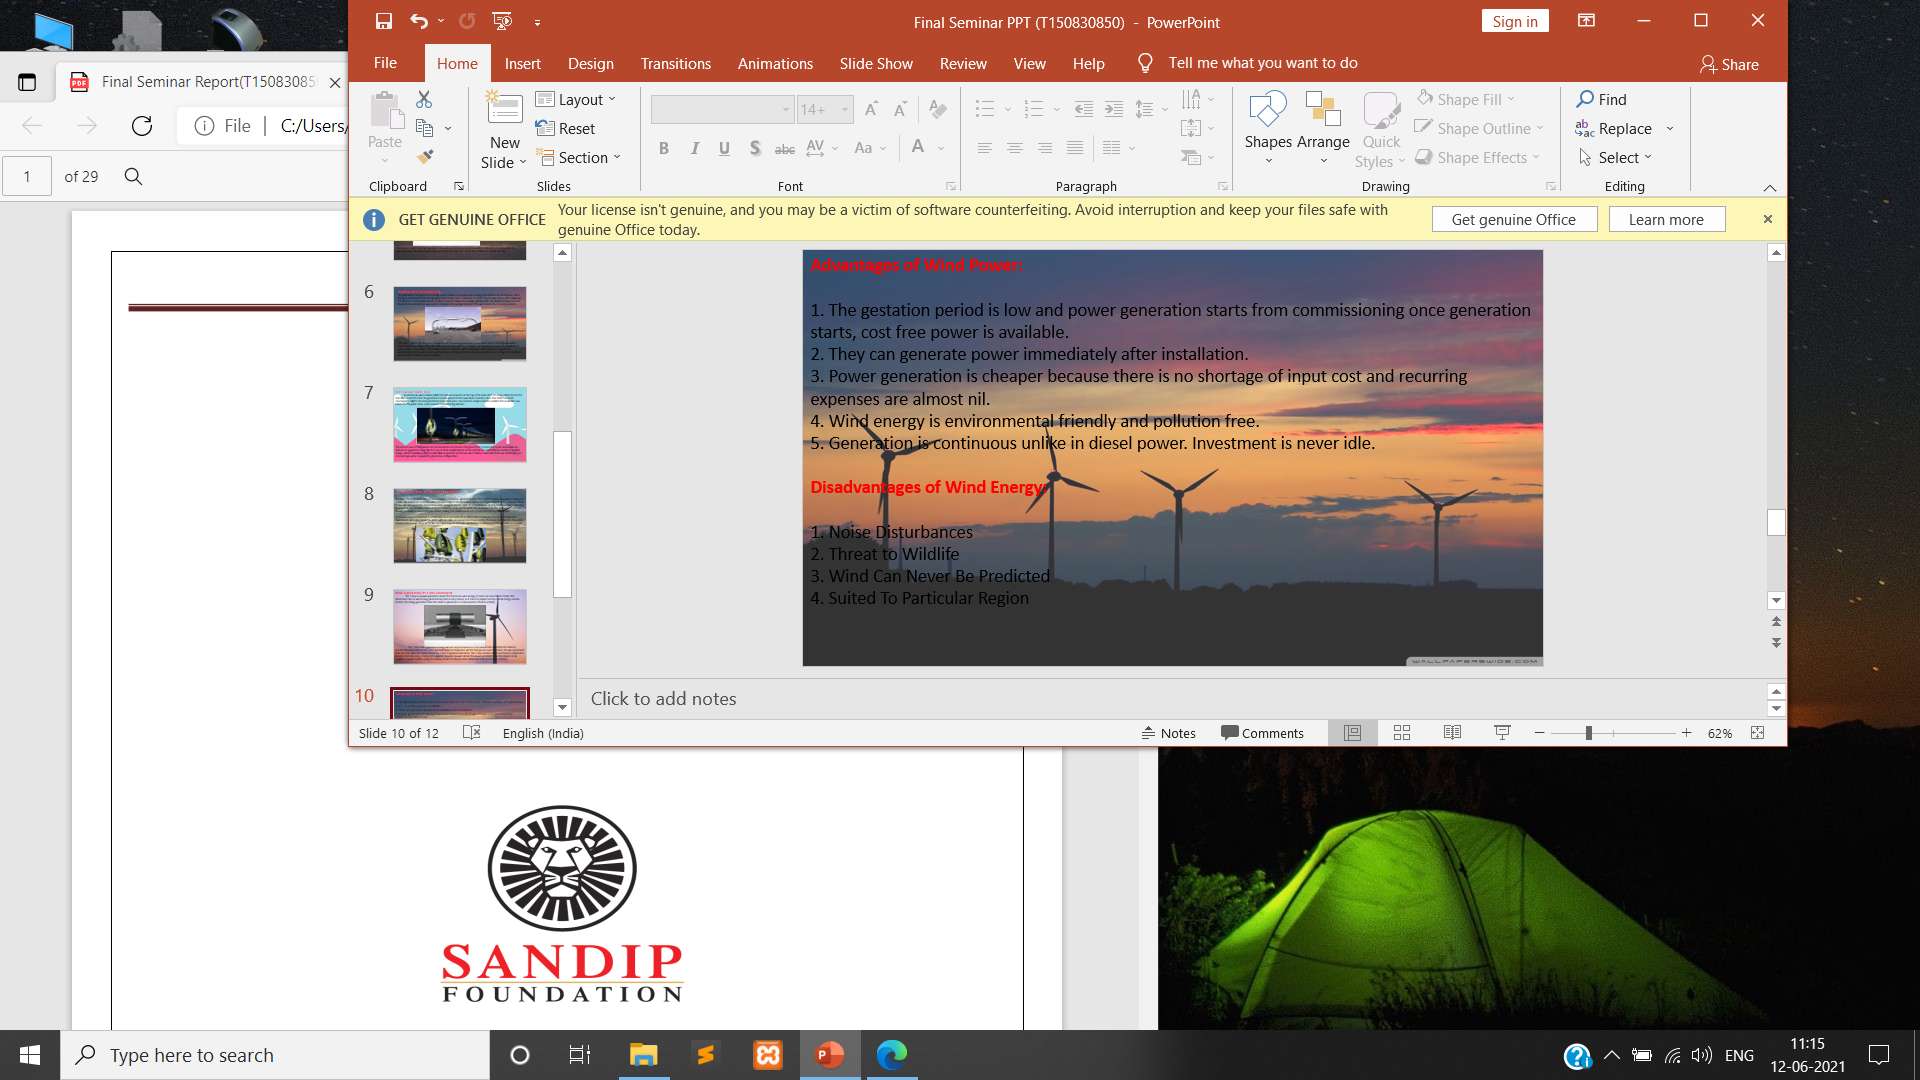 Final Seminar PPT (T150830850) - PowerPoint
Sign in
File Home Insert Design Transitions Animations Slide Show Review View Help Tell me what you want to do
Share
Final Seminar Report(T15083085
File C:/Users/
1 of 29
Paste
Clipboard
New
Slide
Layout
Reset
Section
Slides
14+
B I U S abc AV Aa A
Font
Paragraph
Shapes Arrange Quick
Styles
Shape Fill
Shape Outline
Shape Effects
Drawing
Find
Replace
Select
Editing
GET GENUINE OFFICE
Your license isn't genuine, and you may be a victim of software counterfeiting. Avoid interruption and keep your files safe with
genuine Office today.
Get genuine Office
Learn more
6
7
8
9
10
Advantages of Wind Power:
1. The gestation period is low and power generation starts from commissioning once generation
starts, cost free power is available.
2. They can generate power immediately after installation.
3. Power generation is cheaper because there is no shortage of input cost and recurring
expenses are almost nil.
4. Wind energy is environmental friendly and pollution free.
5. Generation is continuous unlike in diesel power. Investment is never idle.
Disadvantages of Wind Energy:
1. Noise Disturbances
2. Threat to Wildlife
3. Wind Can Never Be Predicted
4. Suited To Particular Region
WALLPAPERSWIDE.COM
Click to add notes
Slide 10 of 12 English (India) Notes Comments 62%
SANDIP
FOUNDATION
Type here to search
ENG
11:15
12-06-2021